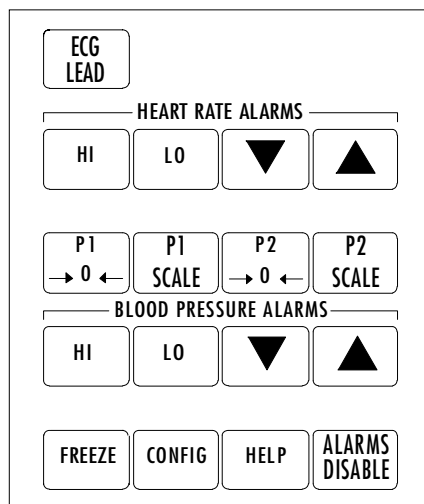 ECG
LEAD
HEART RATE ALARMS
HI LO ▼ ▲
P1 P1 P2 P2
→ 0 ← SCALE → 0 ← SCALE
BLOOD PRESSURE ALARMS
HI LO ▼ ▲
FREEZE CONFIG HELP ALARMS
DISABLE